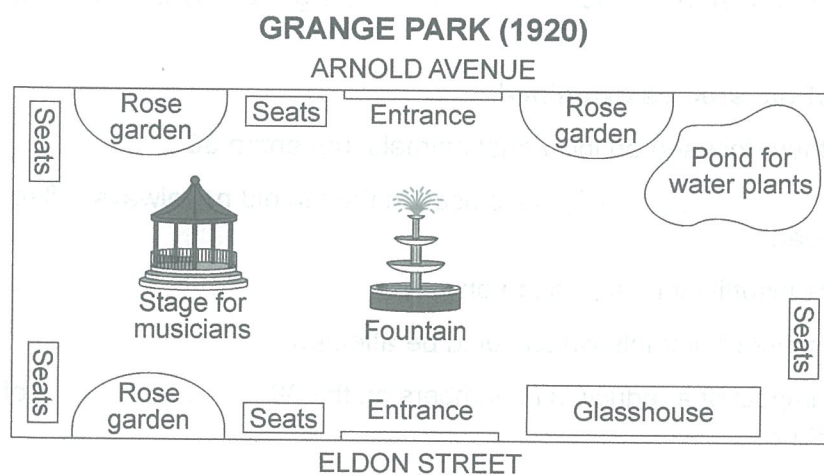 GRANGE PARK (1920)
ARNOLD AVENUE
Seats
Rose
garden
Seats
Entrance
Rose
garden
Pond for
water plants
Stage for
musicians
Fountain
Seats
Seats
Rose
garden
Seats
Entrance
Glasshouse
ELDON STREET